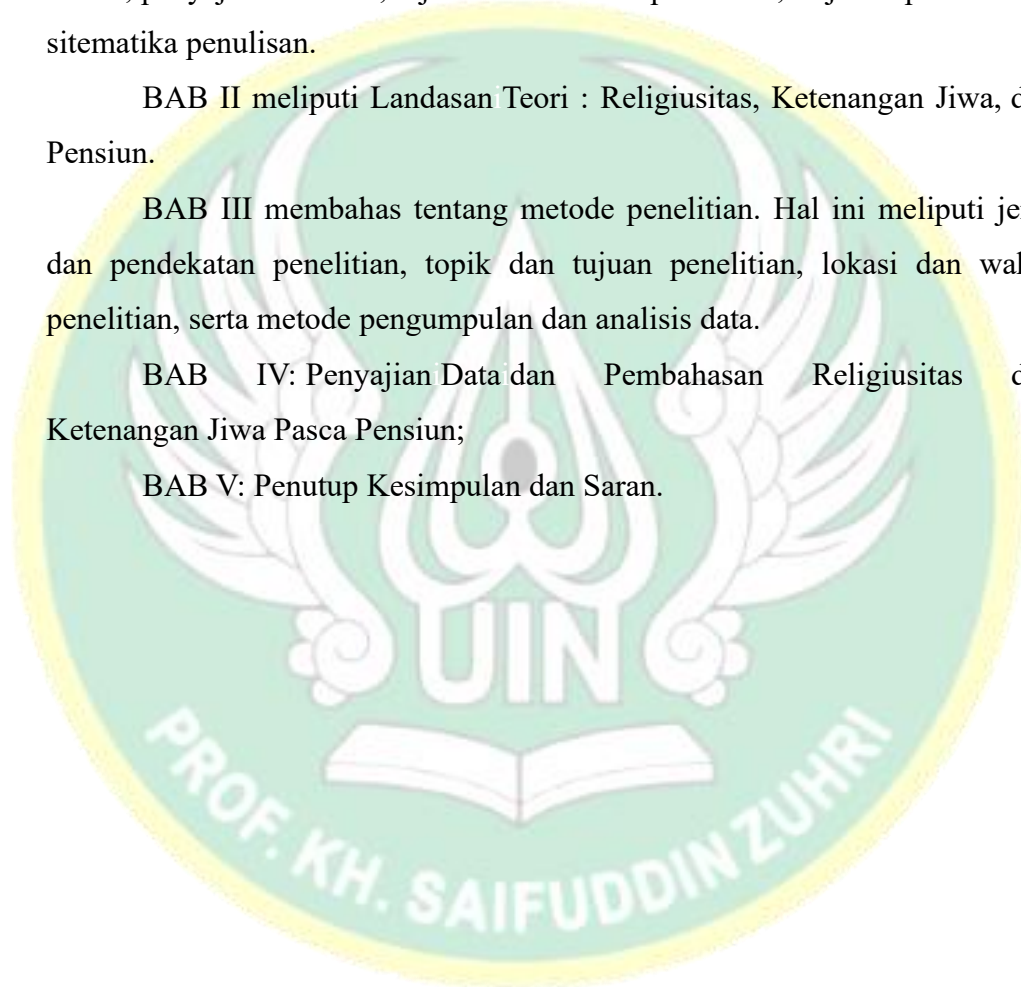 sitematika penulisan.
BAB II meliputi Landasan Teori : Religiusitas, Ketenangan Jiwa,
Pensiun.
BAB III membahas tentang metode penelitian. Hal ini meliputi
dan pendekatan penelitian, topik dan tujuan penelitian, lokasi dan
penelitian, serta metode pengumpulan dan analisis data.
BAB IV: Penyajian Data dan Pembahasan Religiusitas
Ketenangan Jiwa Pasca Pensiun;
BAB V: Penutup Kesimpulan dan Saran.
UIN
PROF. KH. SAIFUDDIN ZUHRI